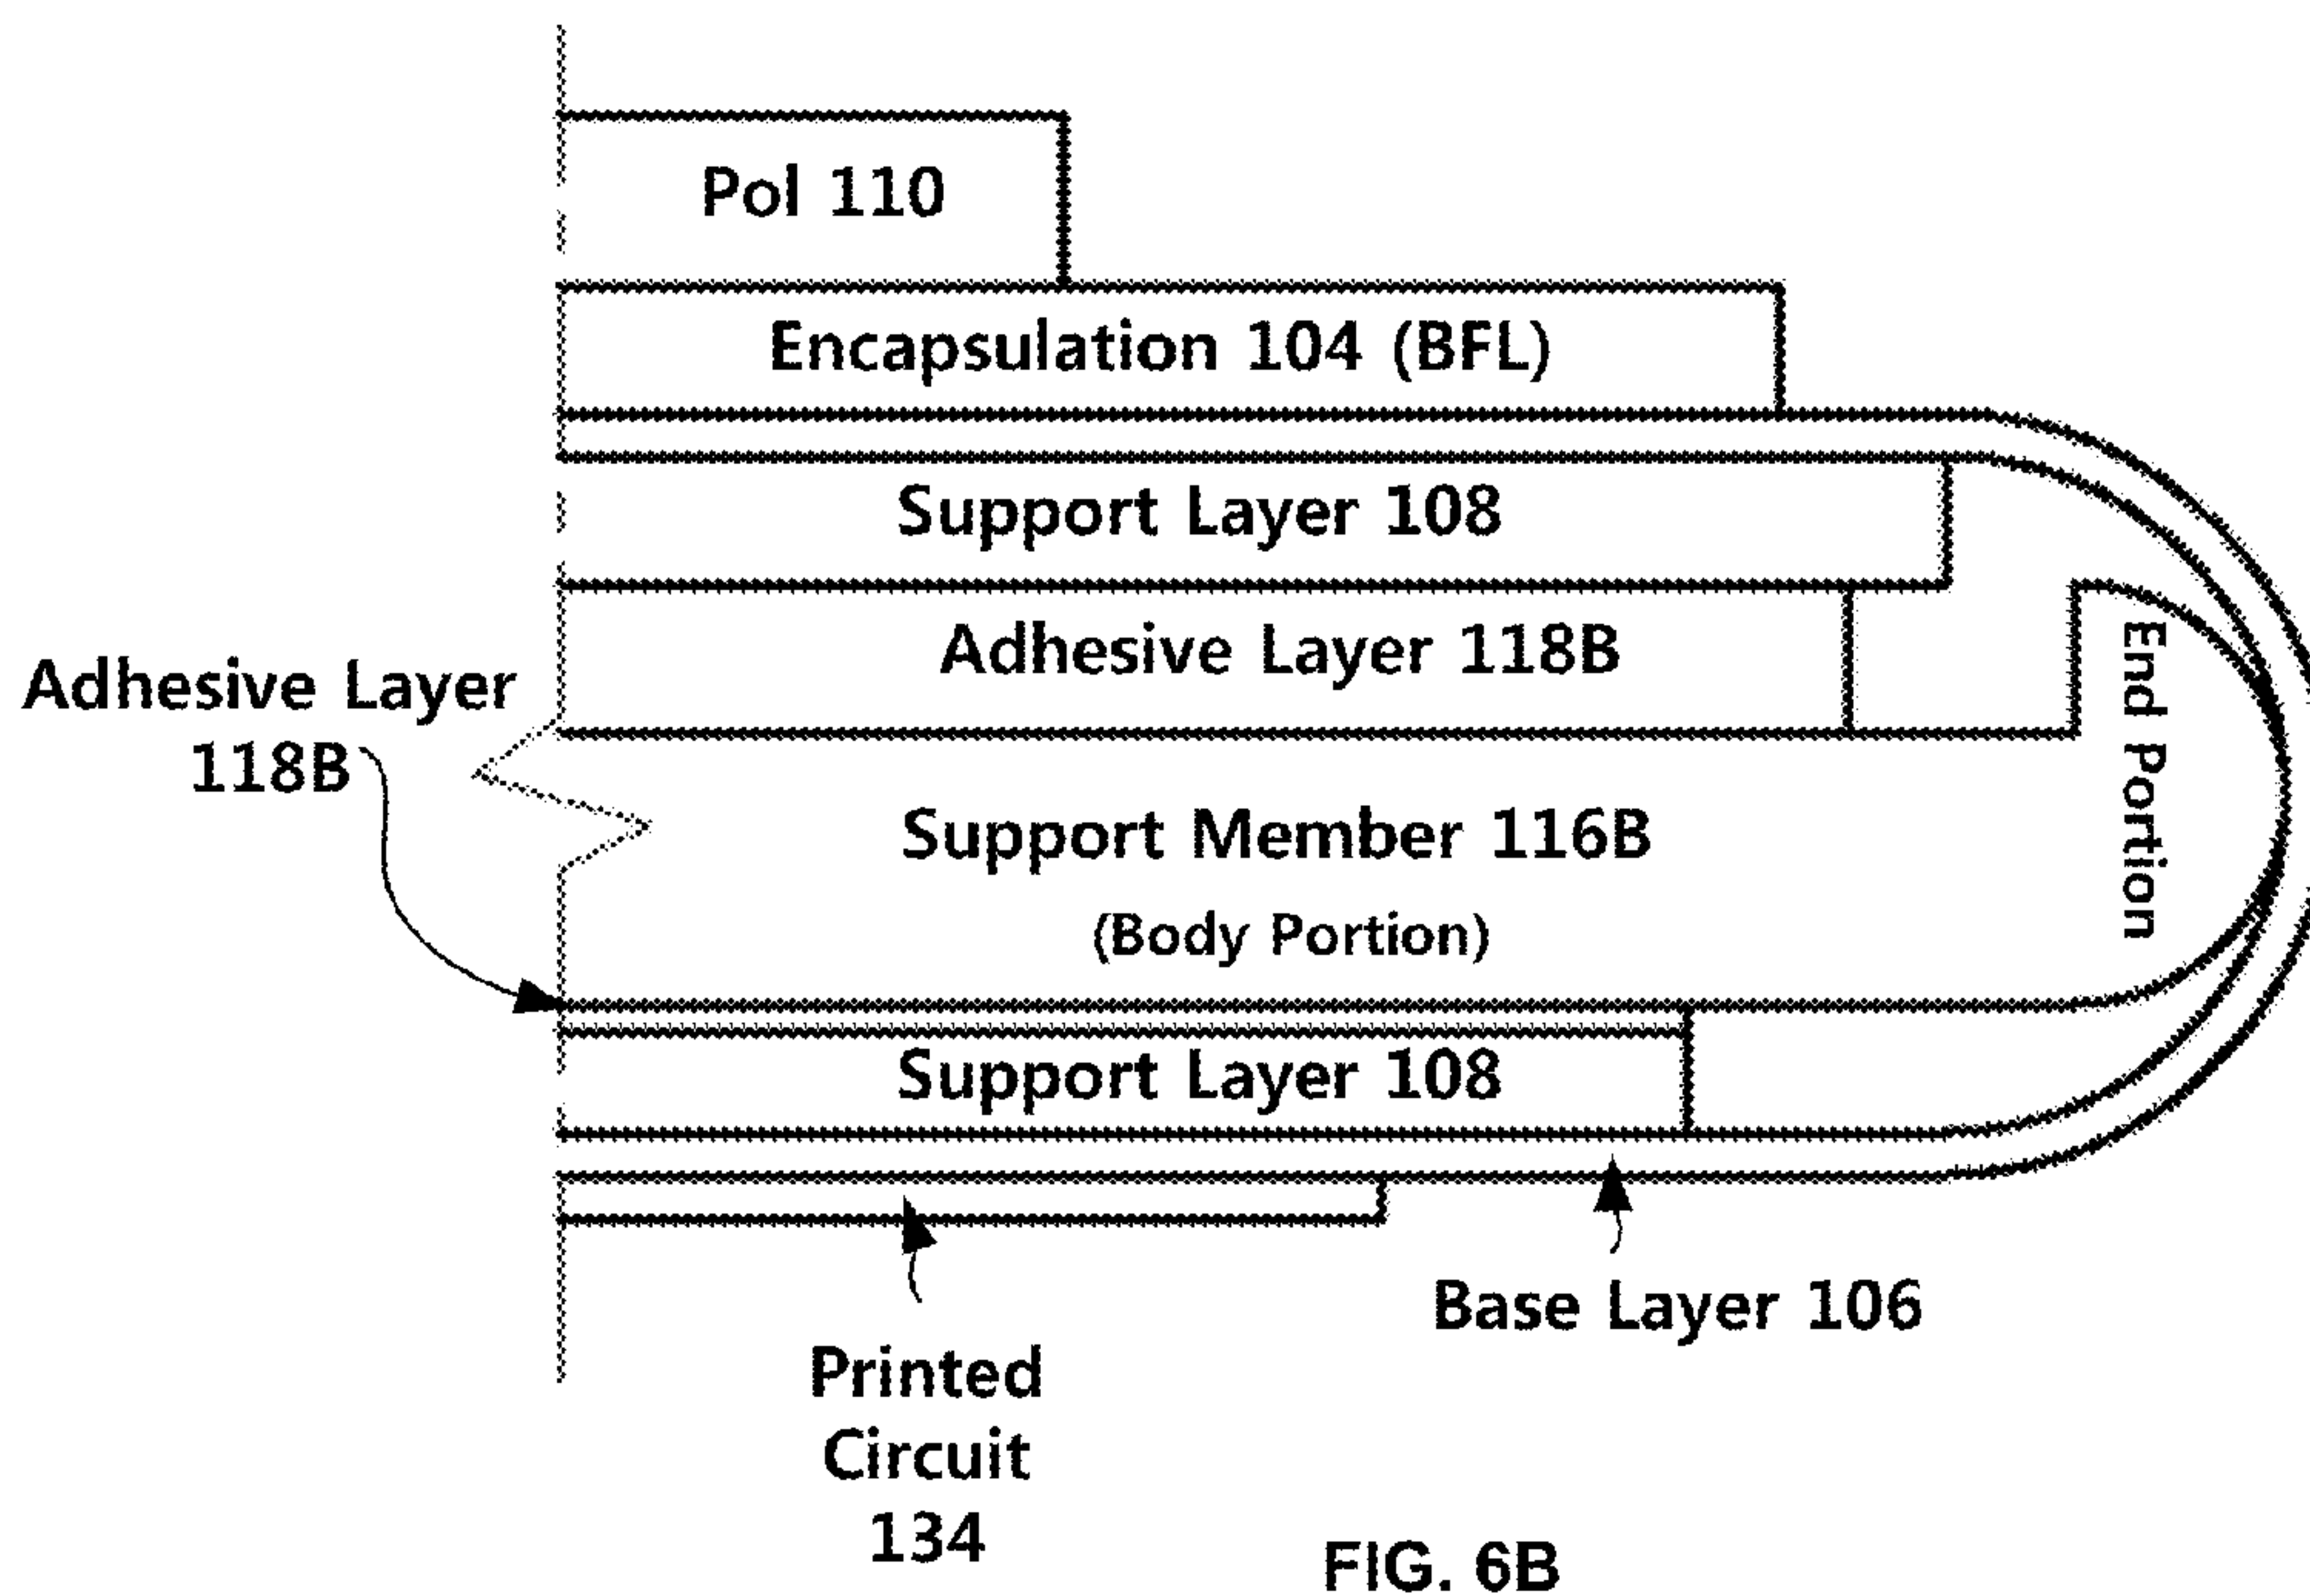 Pol 110
Encapsulation 104 (BFL)
Support Layer 108
Adhesive Layer 118B
Adhesive Layer
118B
End Portion
Support Member 116B
(Body Portion)
Support Layer 108
Base Layer 106
Printed
Circuit
134
FIG. 6B